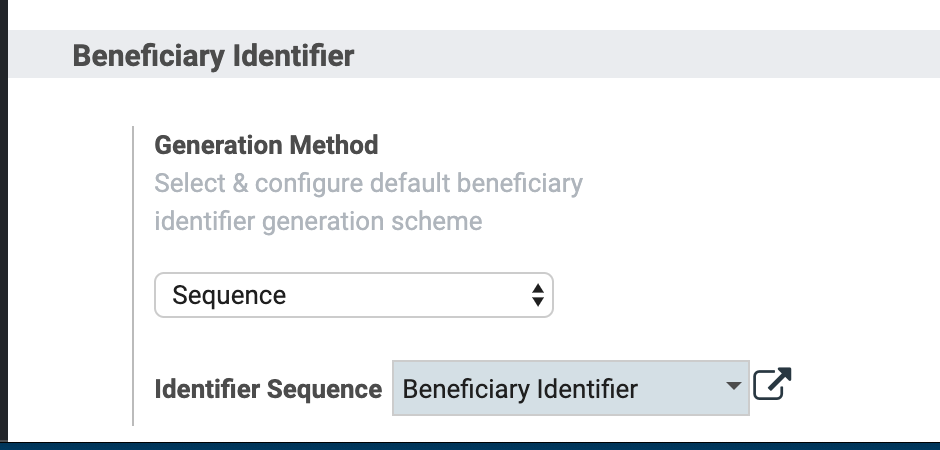 Beneficiary Identifier
Generation Method
Select & configure default beneficiary
identifier generation scheme
Sequence
Identifier Sequence Beneficiary Identifier